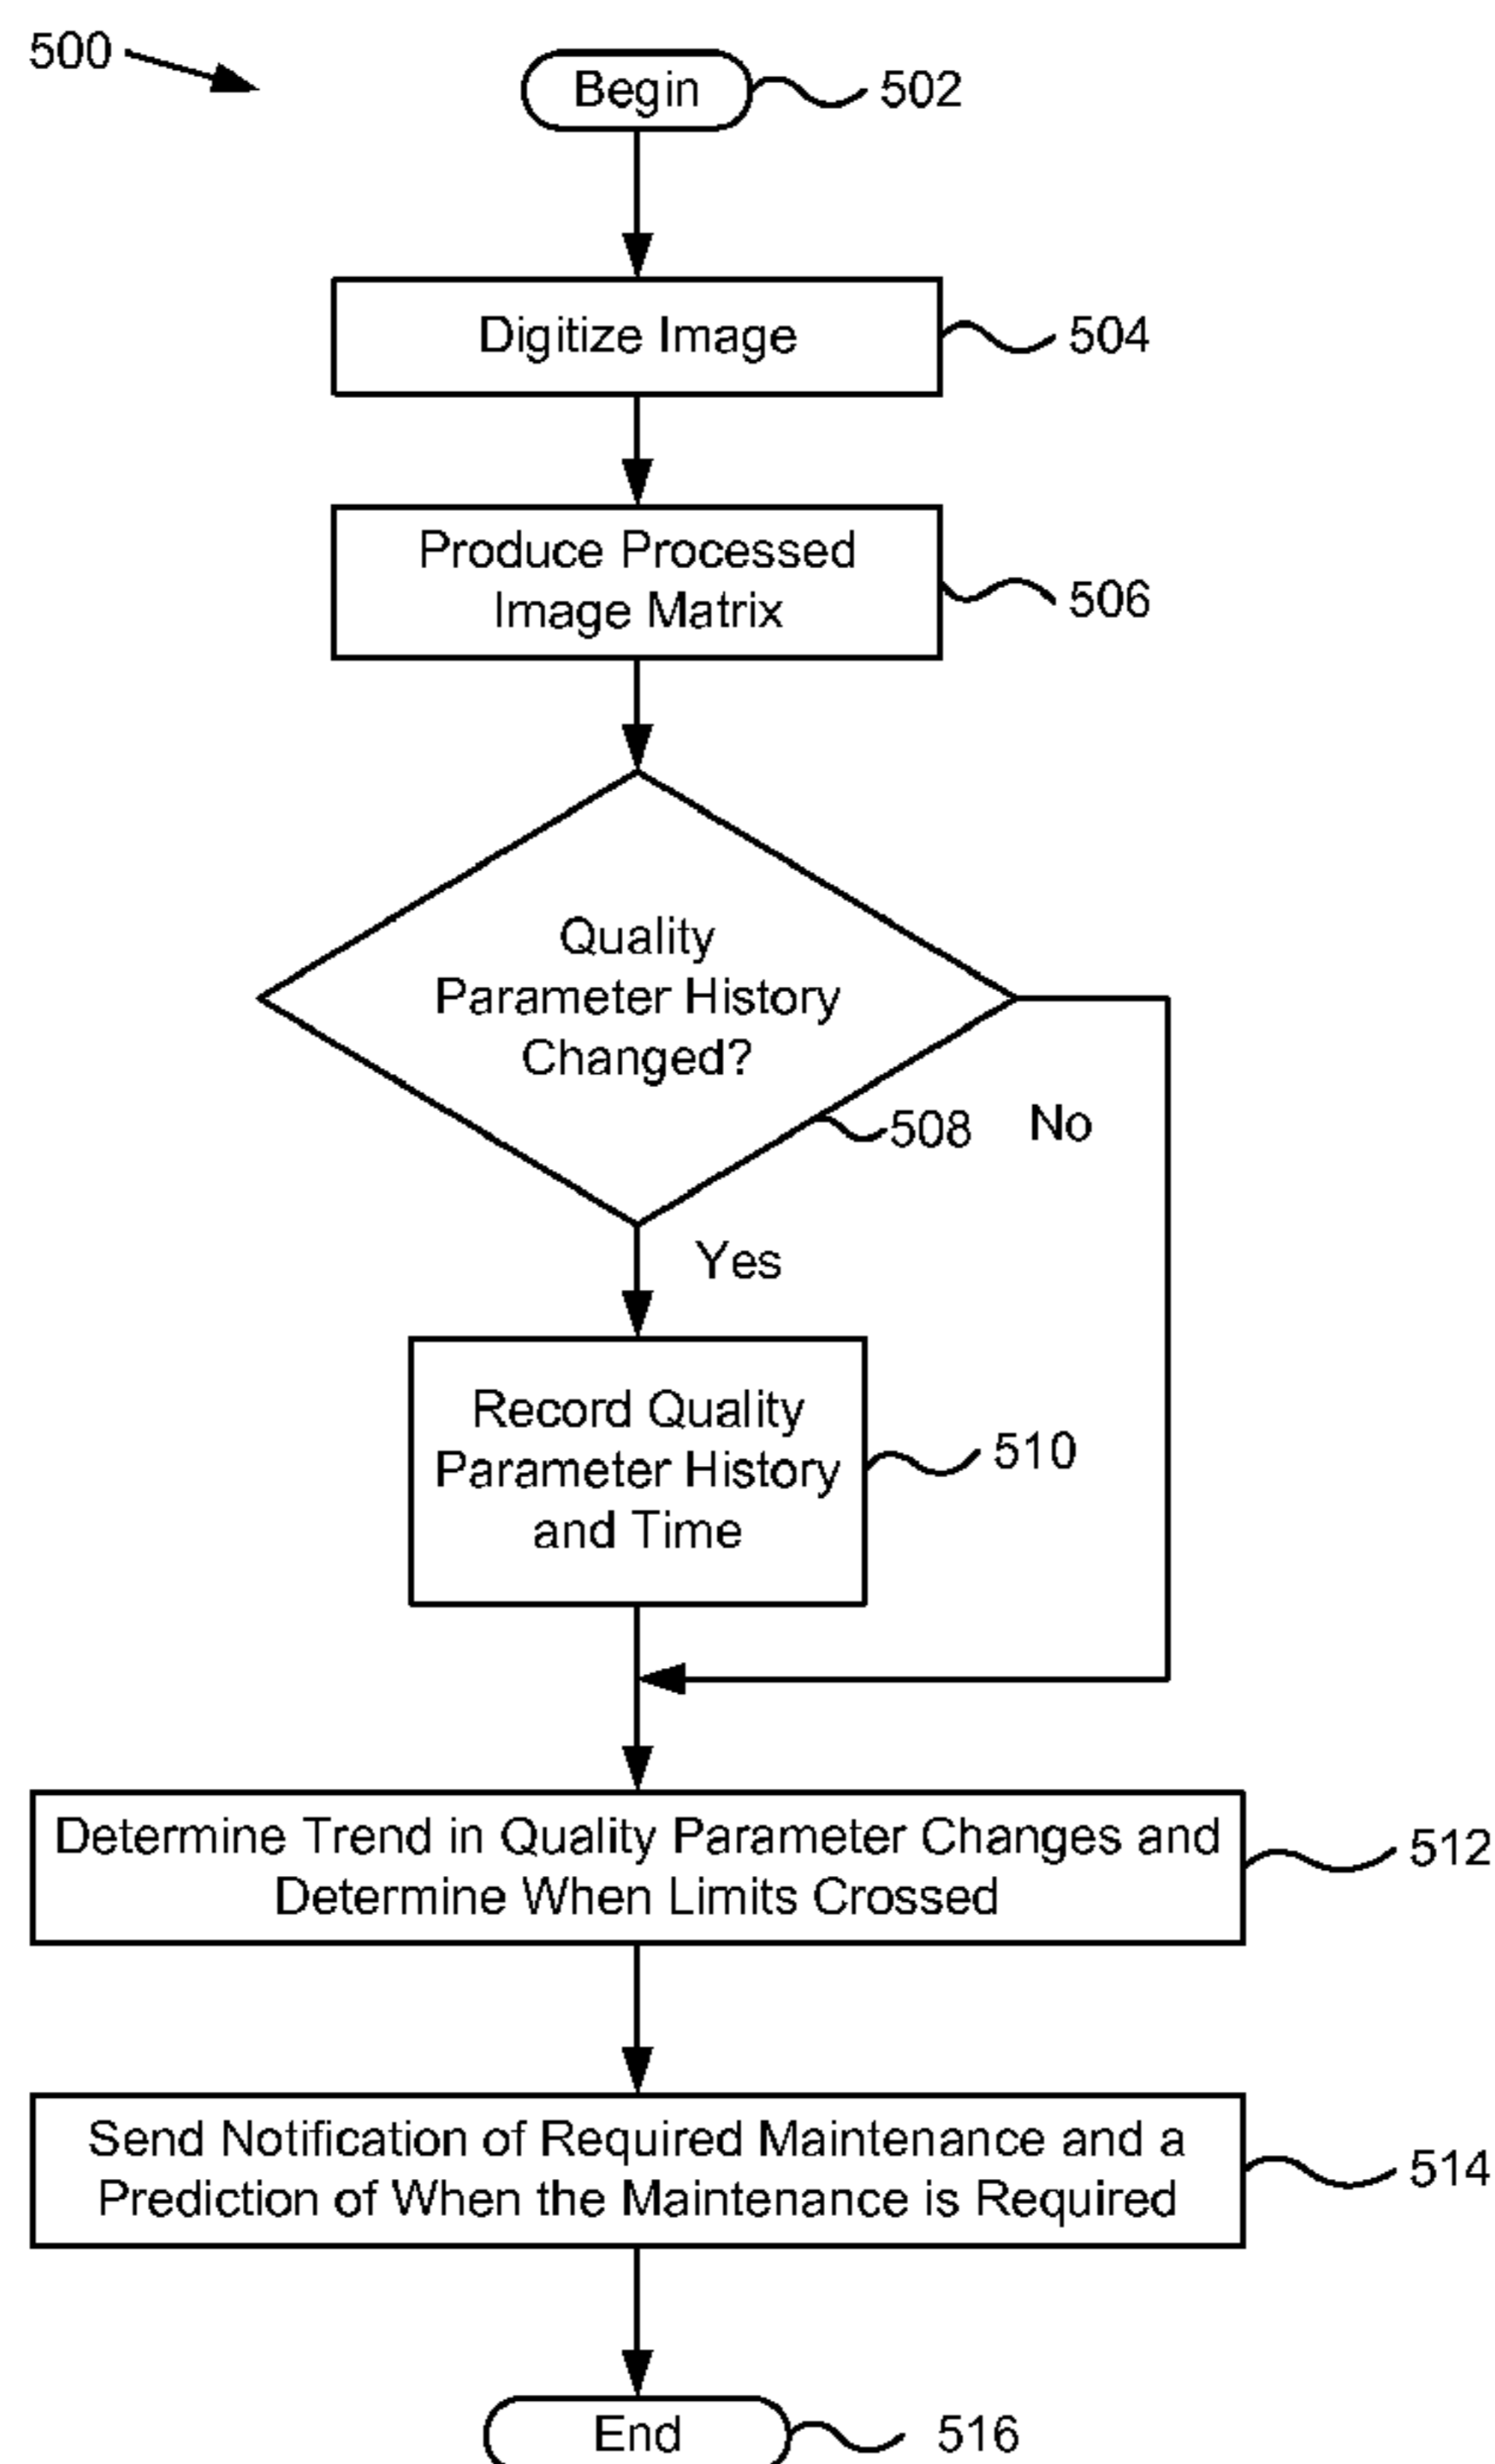 500
Begin
502
Digitize Image
504
Produce Processed
Image Matrix
506
Quality
Parameter History
Changed?
508
No
Yes
Record Quality
Parameter History
and Time
510
Determine Trend in Quality Parameter Changes and
Determine When Limits Crossed
512
Send Notification of Required Maintenance and a
Prediction of When the Maintenance is Required
514
End
516